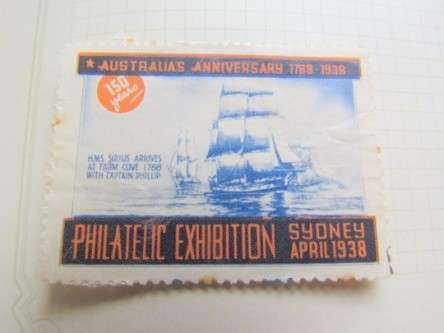 ★ AUSTRALIA'S ANNIVERSARY 1788-1938
150
years
H.M.S. SIRIUS ARRIVES
AT FARM COVE 1788
WITH CAPTAIN PHILLIP.
PHILATELIC EXHIBITION
SYDNEY
APRIL 1938